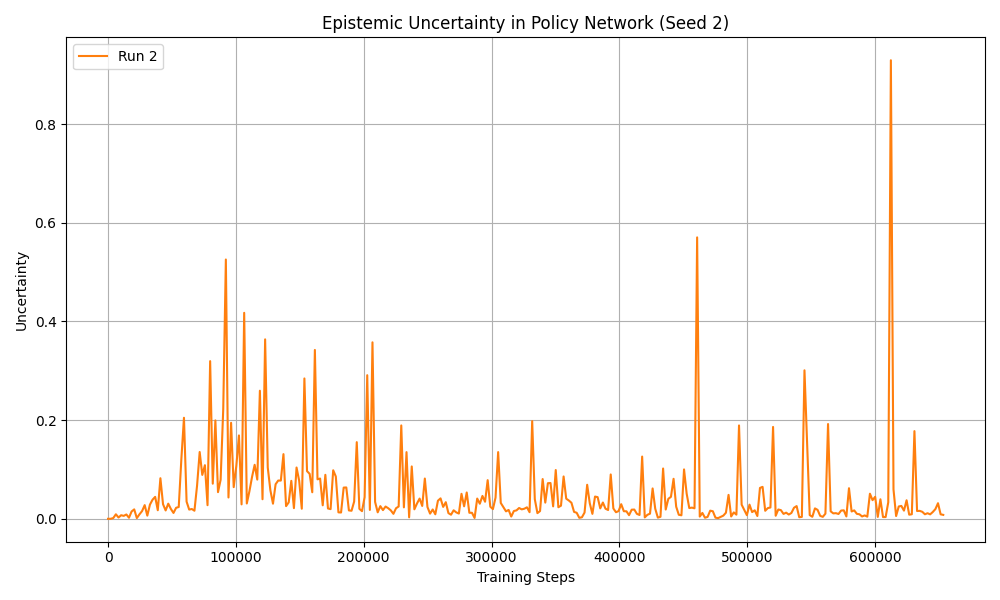 Epistemic Uncertainty in Policy Network (Seed 2)
Run 2
Uncertainty
0.8
0.6
0.4
0.2
0.0
0 100000 200000 300000 400000 500000 600000
Training Steps